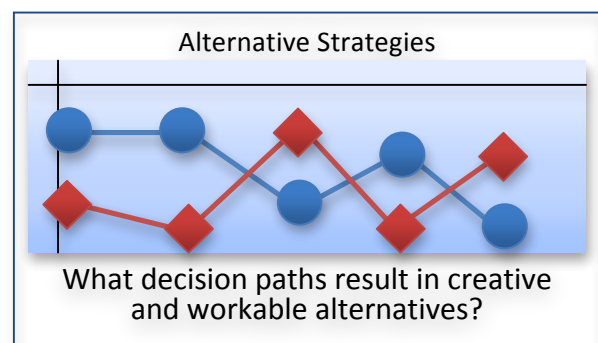 Alternative Strategies
What decision paths result in creative
and workable alternatives?